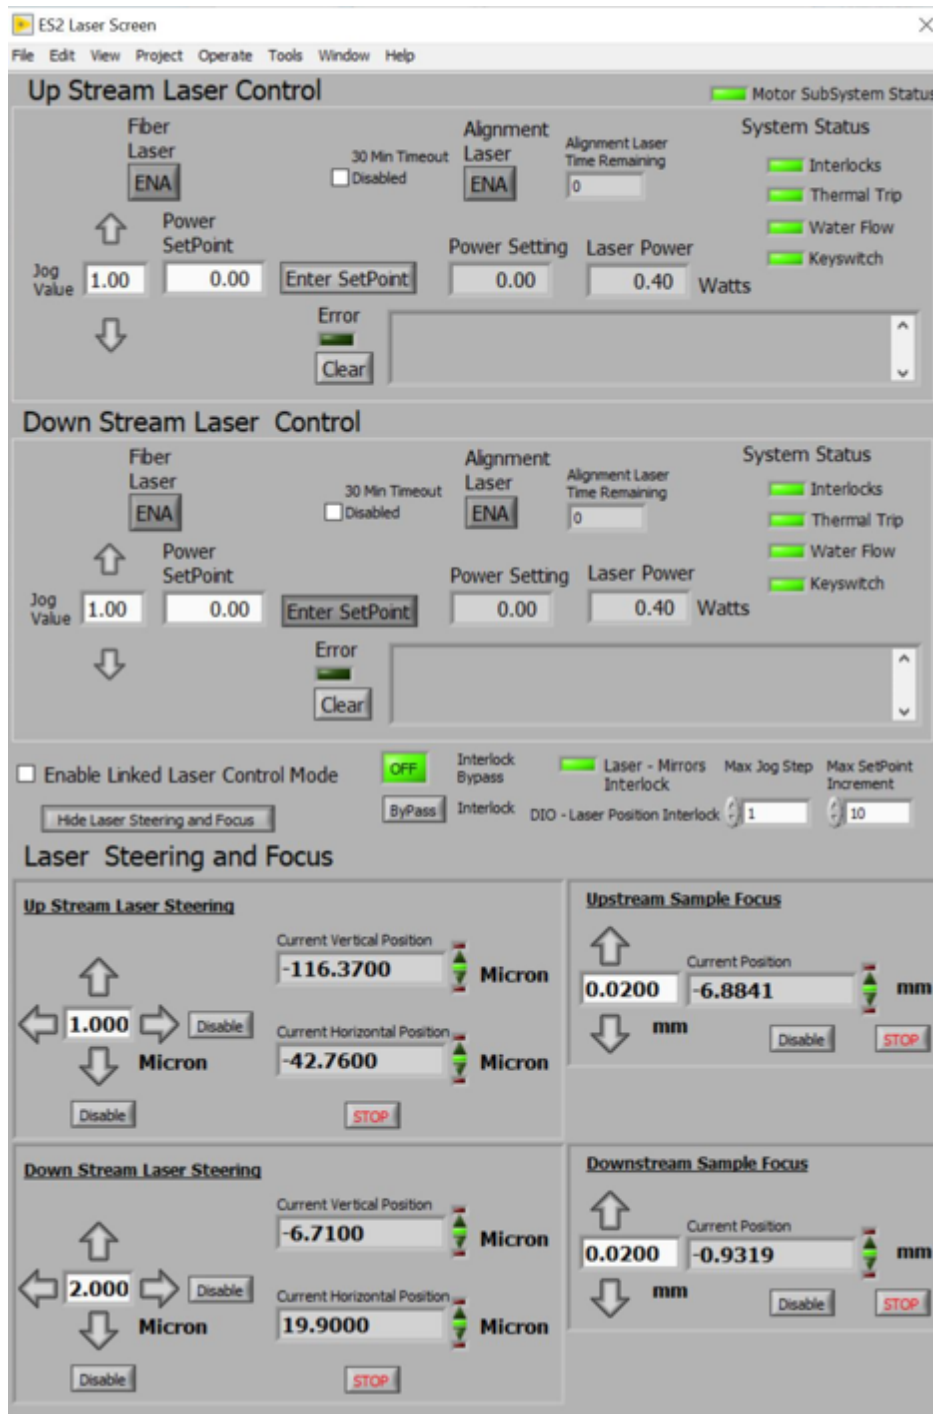 ES2 Laser Screen
File Edit View Project Operate Tools Window Help
Up Stream Laser Control
Motor SubSystem Status
Fiber
Laser
ENA
30 Min Timeout
Disabled
Alignment
Laser
ENA
Alignment Laser
Time Remaining
0
System Status
Interlocks
Thermal Trip
Water Flow
Keyswitch
Jog
Value
1.00
Power
SetPoint
0.00
Enter SetPoint
Power Setting
0.00
Laser Power
0.40
Watts
Error
Clear
Down Stream Laser Control
Fiber
Laser
ENA
30 Min Timeout
Disabled
Alignment
Laser
ENA
Alignment Laser
Time Remaining
0
System Status
Interlocks
Thermal Trip
Water Flow
Keyswitch
Jog
Value
1.00
Power
SetPoint
0.00
Enter SetPoint
Power Setting
0.00
Laser Power
0.40
Watts
Error
Clear
Enable Linked Laser Control Mode
Hide Laser Steering and Focus
OFF
Interlock
Bypass
ByPass
Interlock
Laser - Mirrors
Interlock
DIO - Laser Position Interlock
Max Jog Step
1
Max SetPoint
Increment
10
Laser Steering and Focus
Up Stream Laser Steering
1.000
Micron
Disable
Disable
Current Vertical Position
-116.3700
Micron
Current Horizontal Position
-42.7600
Micron
STOP
Upstream Sample Focus
0.0200
mm
Current Position
-6.8841
mm
Disable
STOP
Down Stream Laser Steering
2.000
Micron
Disable
Disable
Current Vertical Position
-6.7100
Micron
Current Horizontal Position
19.9000
Micron
STOP
Downstream Sample Focus
0.0200
mm
Current Position
-0.9319
mm
Disable
STOP